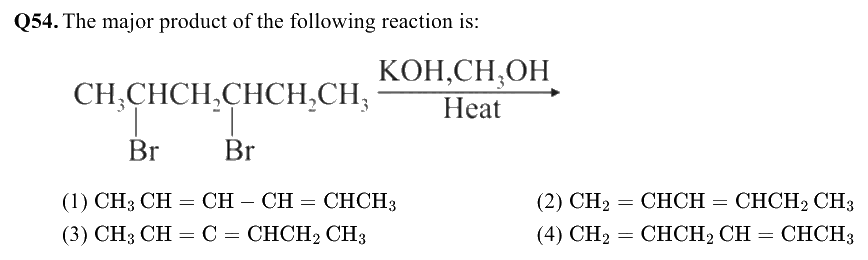 Q54. The major product of the following reaction is:
KOH,CH₃OH
CH₃CHCH₂CHCH₂CH₃
Heat
Br Br
(1) CH₃ CH = CH − CH = CHCH₃ (2) CH₂ = CHCH = CHCH₂ CH₃
(3) CH₃ CH = C = CHCH₂ CH₃ (4) CH₂ = CHCH₂ CH = CHCH₃